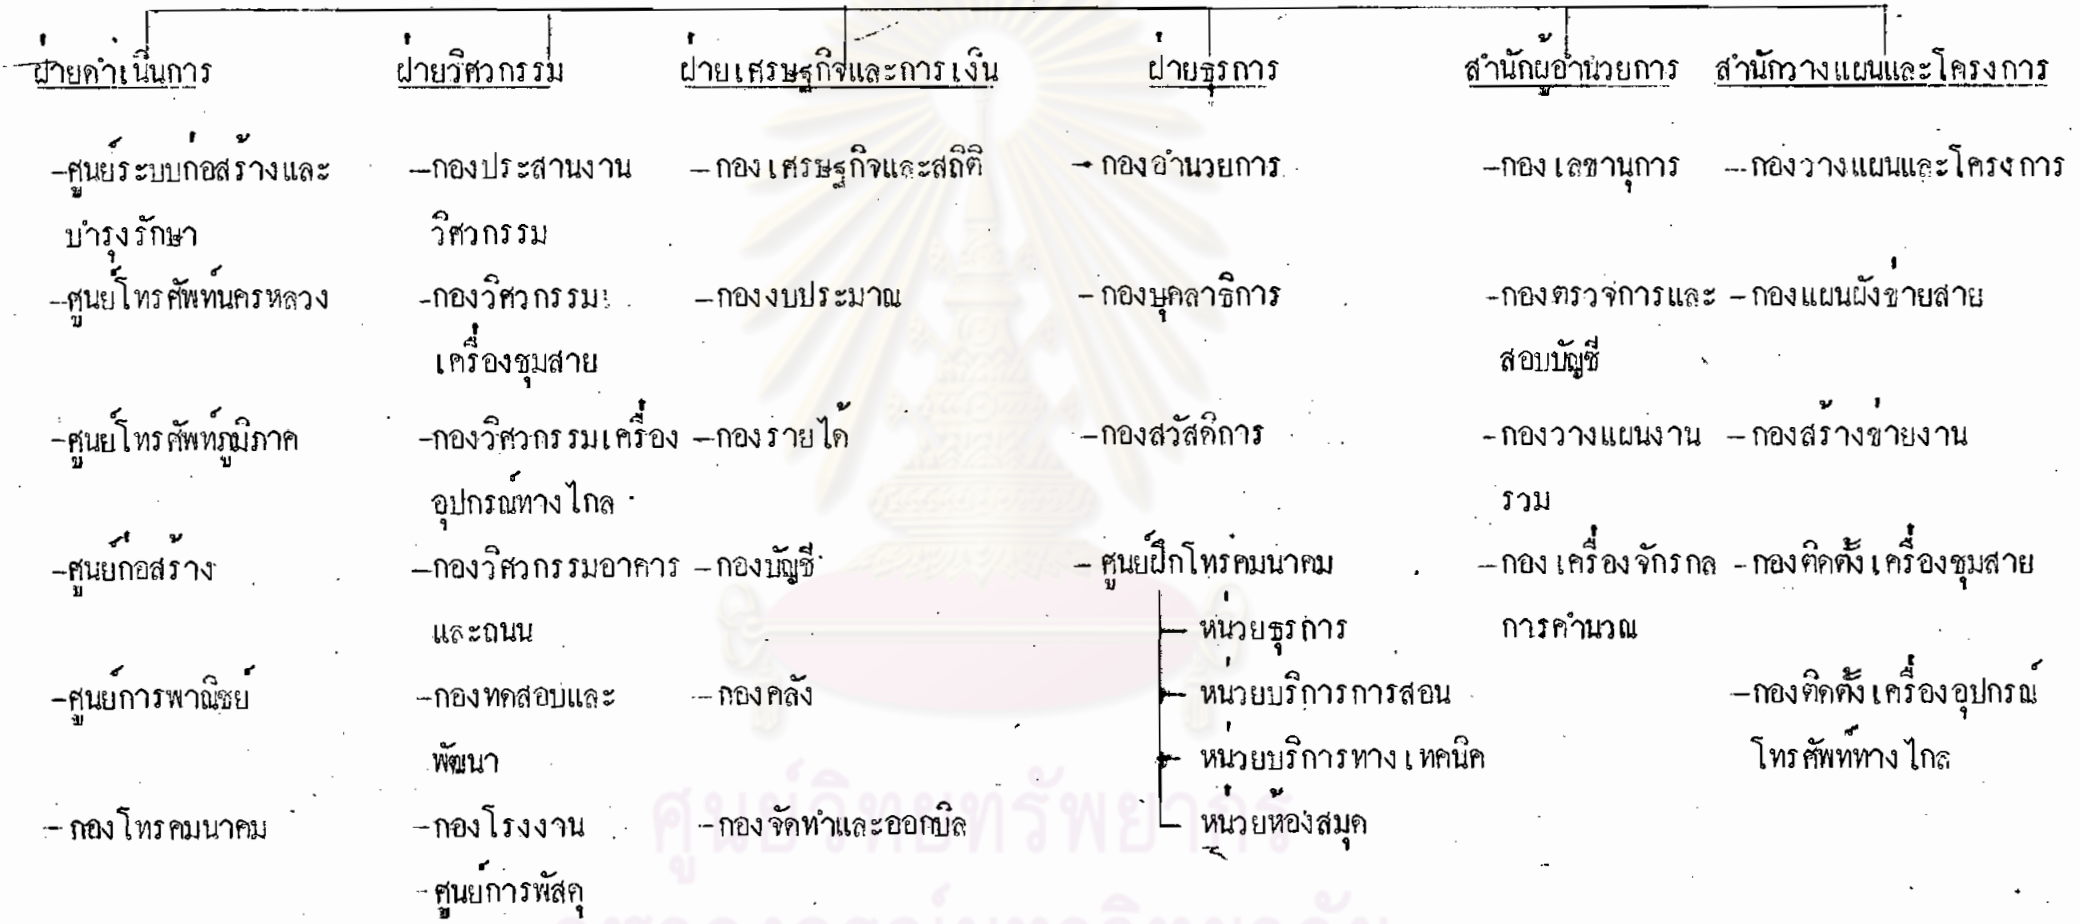 ฝ่ายดำเนินการ
-ศูนย์ระบบก่อสร้างและ
บำรุงรักษา
-ศูนย์โทรศัพท์นครหลวง
-ศูนย์โทรศัพท์ภูมิภาค
-ศูนย์ก่อสร้าง
-ศูนย์การพาณิชย์
-กองโทรคมนาคม
ฝ่ายวิศวกรรม
-กองประสานงาน
วิศวกรรม
-กองวิศวกรรม
เครื่องชุมสาย
-กองวิศวกรรมเครื่อง
อุปกรณ์ทางไกล
-กองวิศวกรรมอาคาร
และถนน
-กองทดสอบและ
พัฒนา
-กองโรงงาน
-ศูนย์การพัสดุ
ฝ่ายเศรษฐกิจและการเงิน
-กองเศรษฐกิจและสถิติ
-กองงบประมาณ
-กองรายได้
-กองบัญชี
-กองคลัง
-กองจัดทำและออกบิล
ฝ่ายธุรการ
-กองอำนวยการ
-กองบุคลาธิการ
-กองสวัสดิการ
-ศูนย์ฝึกโทรคมนาคม
หน่วยธุรการ
หน่วยบริการการสอน
หน่วยบริการทางเทคนิค
หน่วยห้องสมุด
สำนักผู้อำนวยการ
-กองเลขานุการ
-กองตรวจการและ
สอบบัญชี
-กองวางแผนงาน
รวม
-กองเครื่องจักรกล
การคำนวณ
สำนักวางแผนและโครงการ
-กองวางแผนและโครงการ
-กองแผนผังข่ายสาย
-กองสร้างข่ายงาน
-กองติดตั้งเครื่องชุมสาย
-กองติดตั้งเครื่องอุปกรณ์
โทรศัพท์ทางไกล
ศูนย์วิทยทรัพยากร
จุฬาลงกรณ์มหาวิทยาลัย